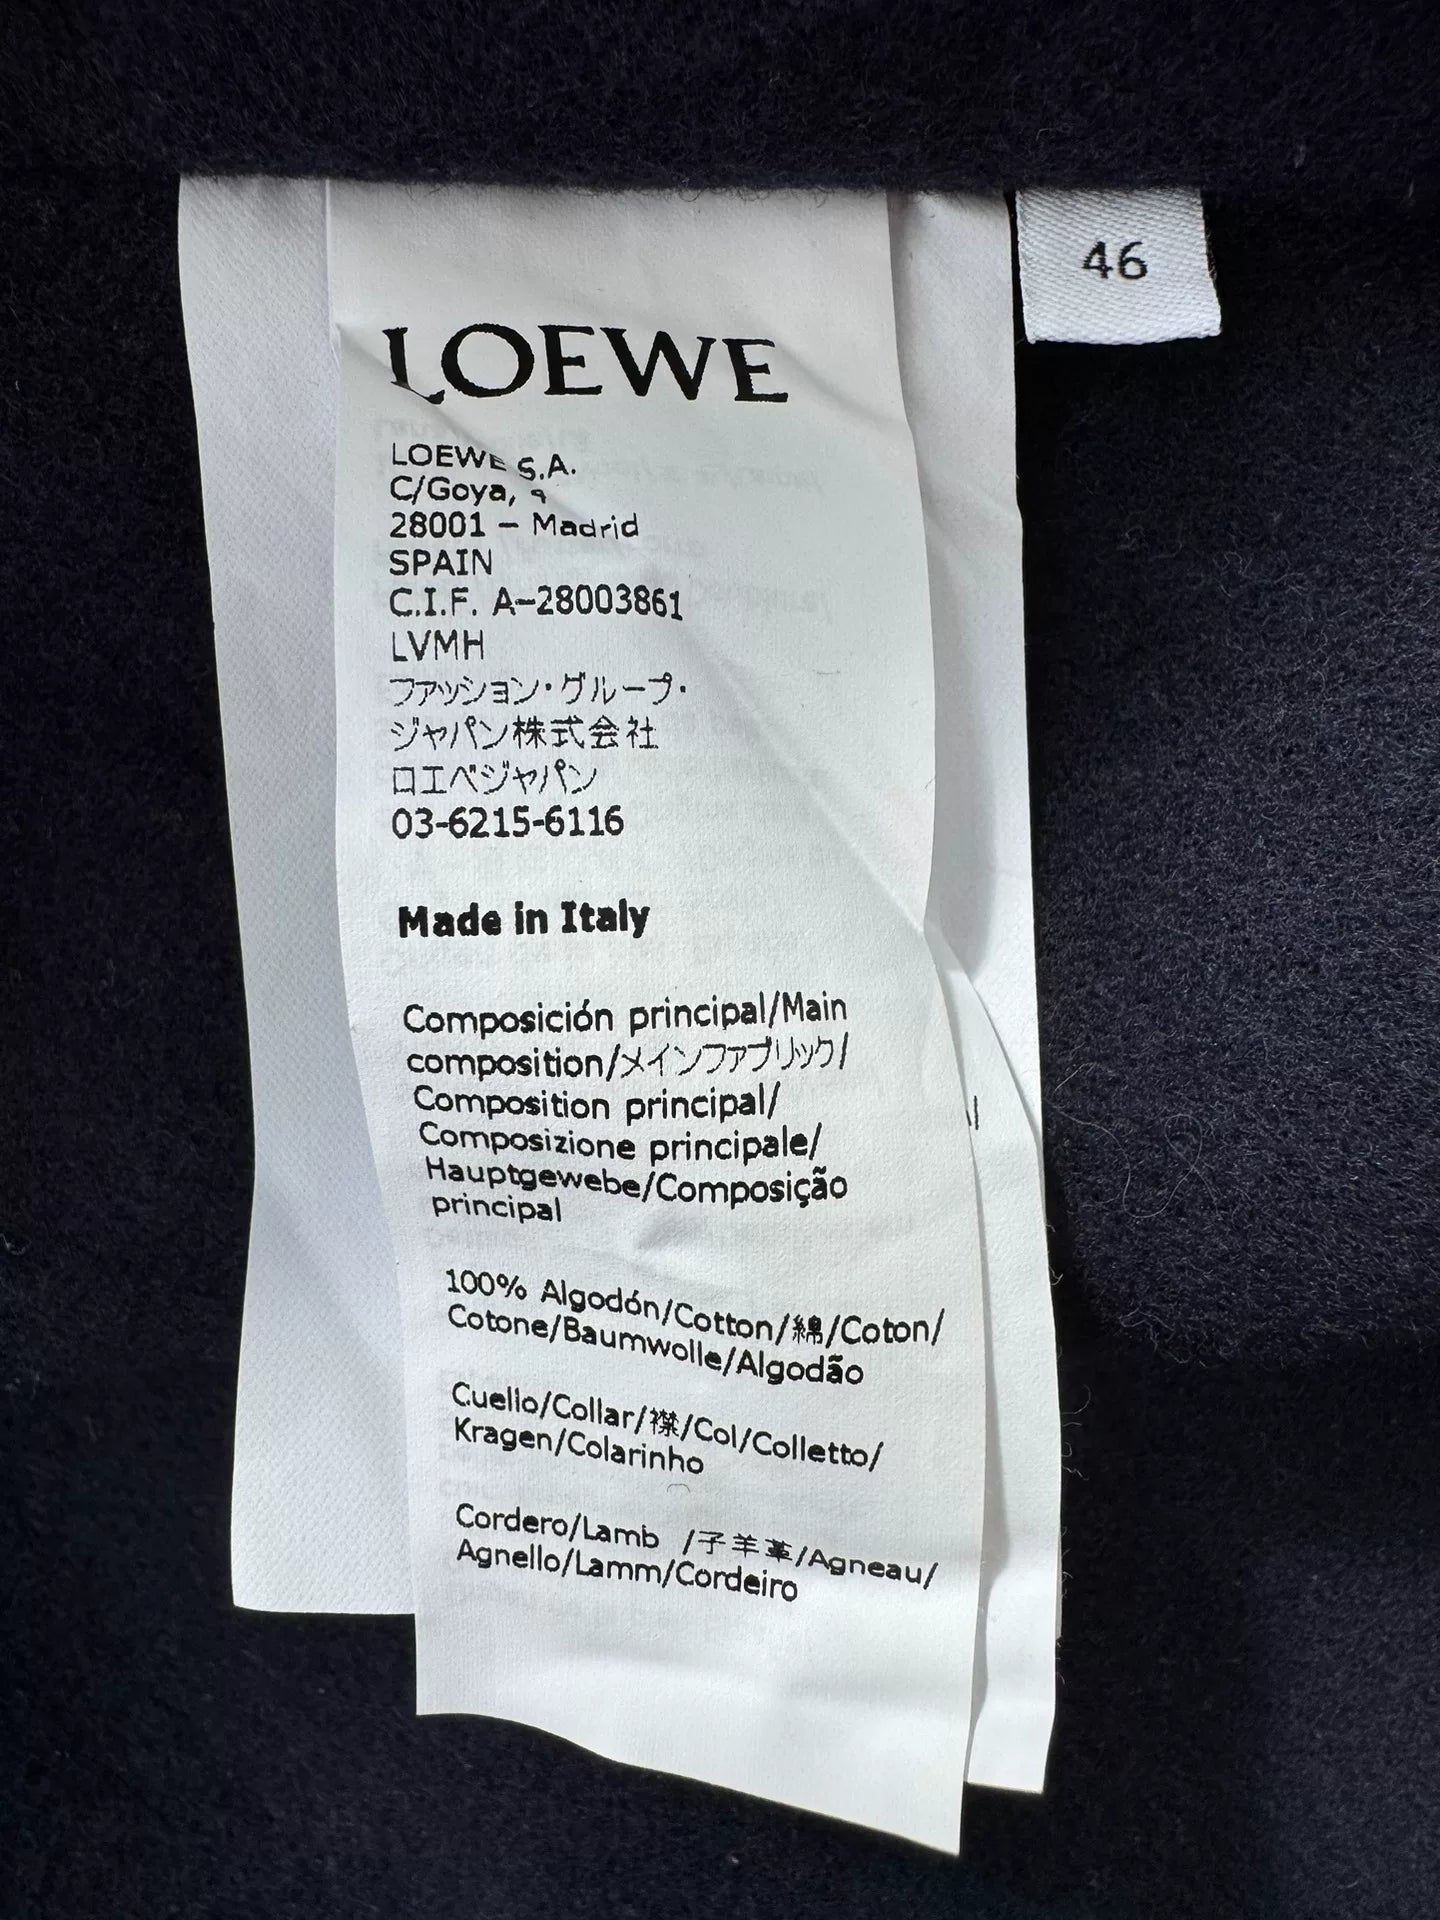 46
LOEWE
LOEWE S.A.
C/Goya,
28001 – Madrid
SPAIN
C.I.F. A–28003861
LVMH
ファッション・グループ・
ジャパン株式会社
ロエベジャパン
03-6215-6116
Made in Italy
Composición principal/Main
composition/メインファブリック/
Composition principal/
Composizione principale/
Hauptgewebe/Composição
principal
100% Algodón/Cotton/綿/Coton/
Cotone/Baumwolle/Algodão
Cuello/Collar/襟/Col/Colletto/
Kragen/Colarinho
Cordero/Lamb /子羊革/Agneau/
Agnello/Lamm/Cordeiro